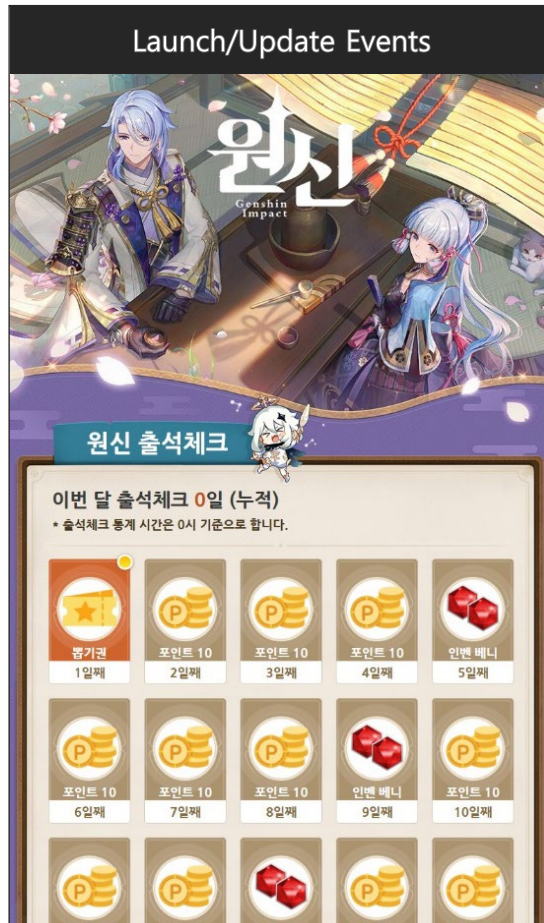 Launch/Update Events
원신
Genshin
Impact
원신 출석체크
이번 달 출석체크 0일 (누적)
* 출석체크 통계 시간은 0시 기준으로 합니다.
뽑기권
포인트 10
포인트 10
포인트 10
인벤 베니
1일째
2일째
3일째
4일째
5일째
포인트 10
포인트 10
포인트 10
인벤 베니
포인트 10
6일째
7일째
8일째
9일째
10일째